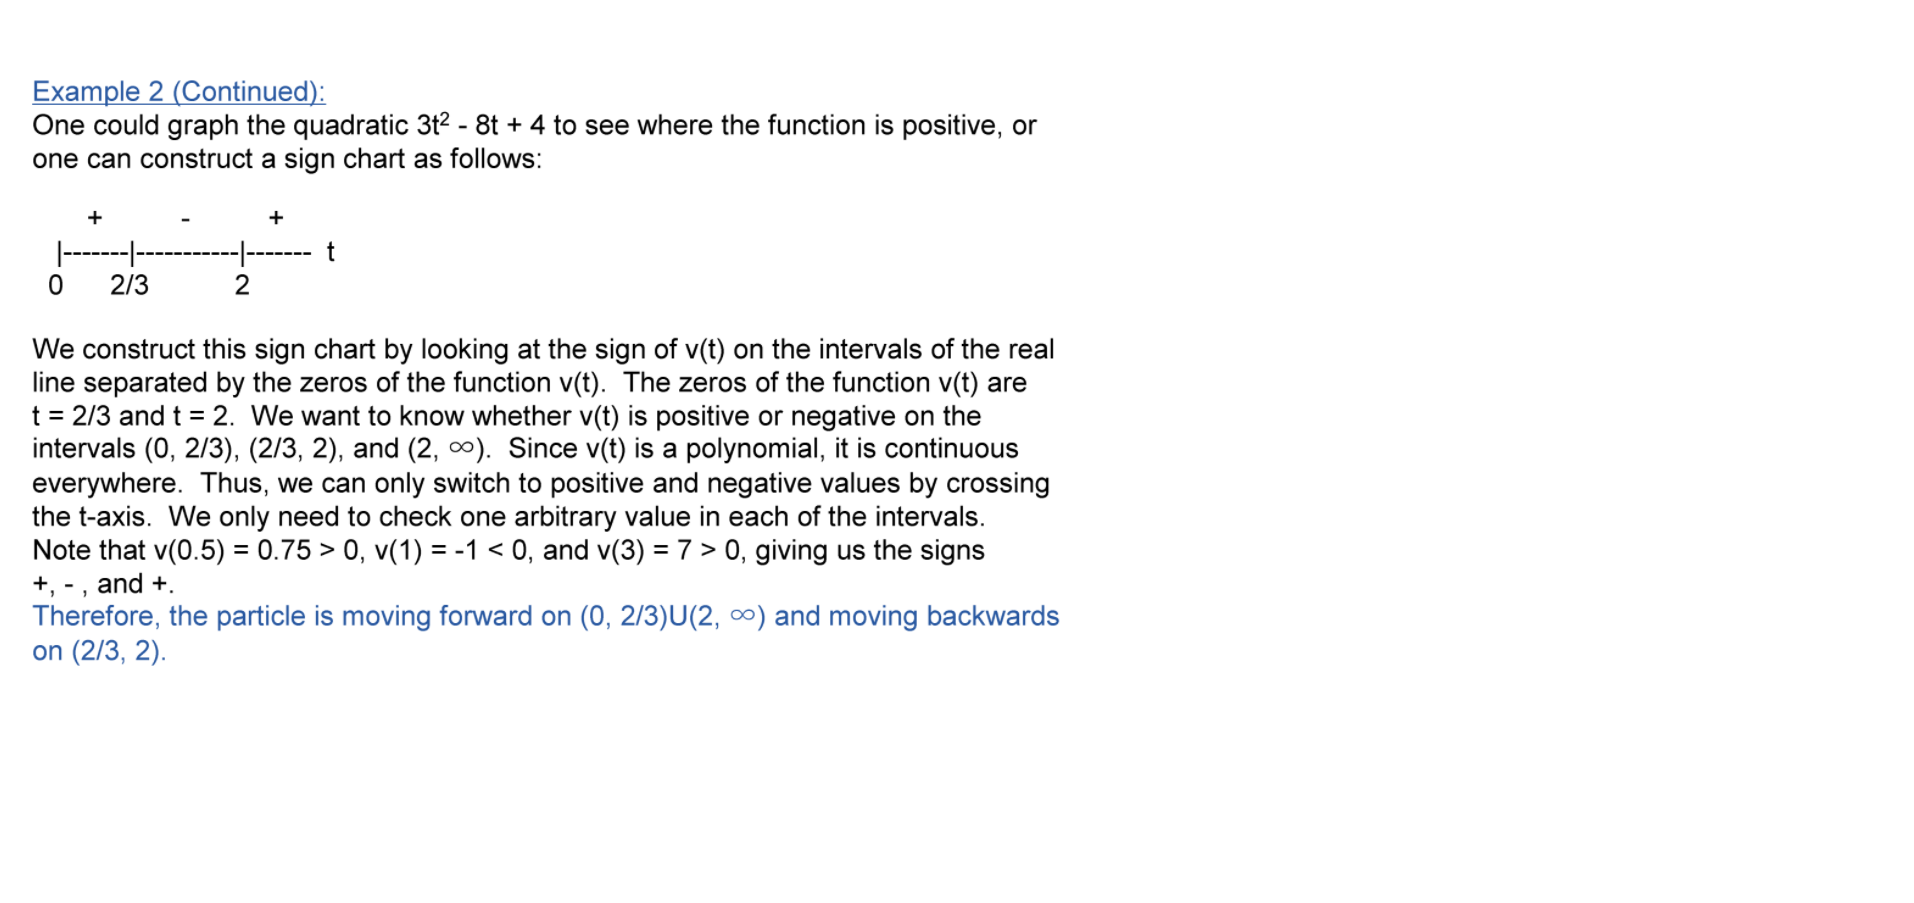 Example 2 (Continued):
One could graph the quadratic 3t² - 8t + 4 to see where the function is positive, or
one can construct a sign chart as follows:
+ - +
|-------|-----------|------- t
0 2/3 2
We construct this sign chart by looking at the sign of v(t) on the intervals of the real
line separated by the zeros of the function v(t). The zeros of the function v(t) are
t = 2/3 and t = 2. We want to know whether v(t) is positive or negative on the
intervals (0, 2/3), (2/3, 2), and (2, ∞). Since v(t) is a polynomial, it is continuous
everywhere. Thus, we can only switch to positive and negative values by crossing
the t-axis. We only need to check one arbitrary value in each of the intervals.
Note that v(0.5) = 0.75 > 0, v(1) = -1 < 0, and v(3) = 7 > 0, giving us the signs
+, - , and +.
Therefore, the particle is moving forward on (0, 2/3)U(2, ∞) and moving backwards
on (2/3, 2).